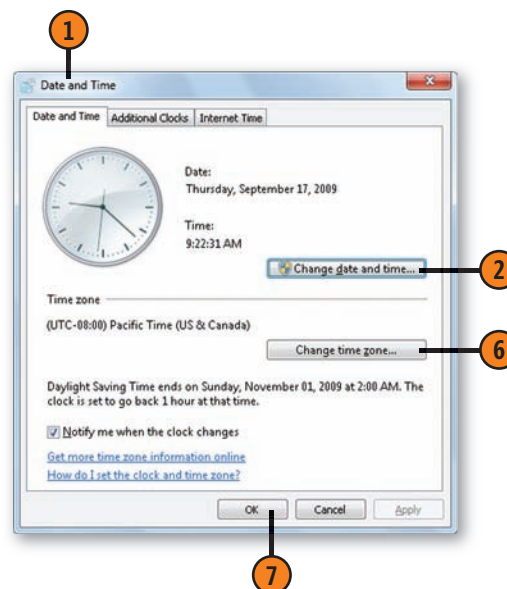 1
Date and Time
Date and Time Additional Clocks Internet Time
Date:
Thursday, September 17, 2009
Time:
9:22:31 AM
Change date and time...
2
Time zone
(UTC-08:00) Pacific Time (US & Canada)
Change time zone...
6
Daylight Saving Time ends on Sunday, November 01, 2009 at 2:00 AM. The
clock is set to go back 1 hour at that time.
Notify me when the clock changes
Get more time zone information online
How do I set the clock and time zone?
OK Cancel Apply
7